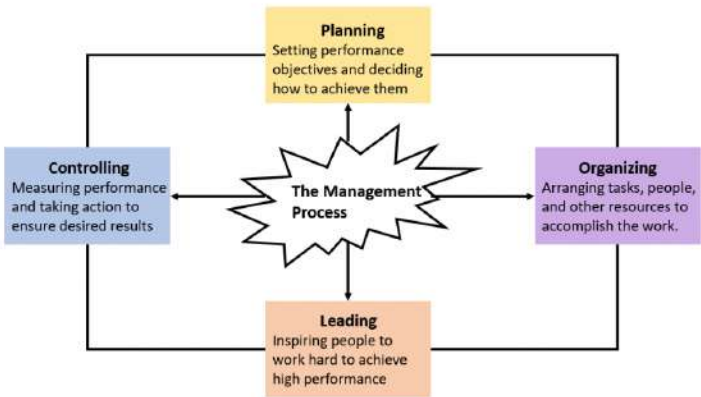 Planning
Setting performance
objectives and deciding
how to achieve them
Controlling
Measuring performance
and taking action to
ensure desired results
The Management
Process
Organizing
Arranging tasks, people,
and other resources to
accomplish the work.
Leading
Inspiring people to
work hard to achieve
high performance